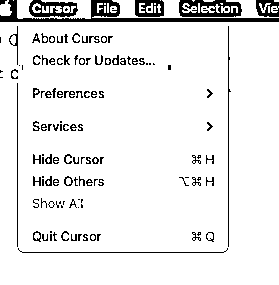 Cursor File Edit Selection
About Cursor
Check for Updates...
Preferences
Services
Hide Cursor ⌘ H
Hide Others ⌥⌘ H
Show All
Quit Cursor ⌘ Q